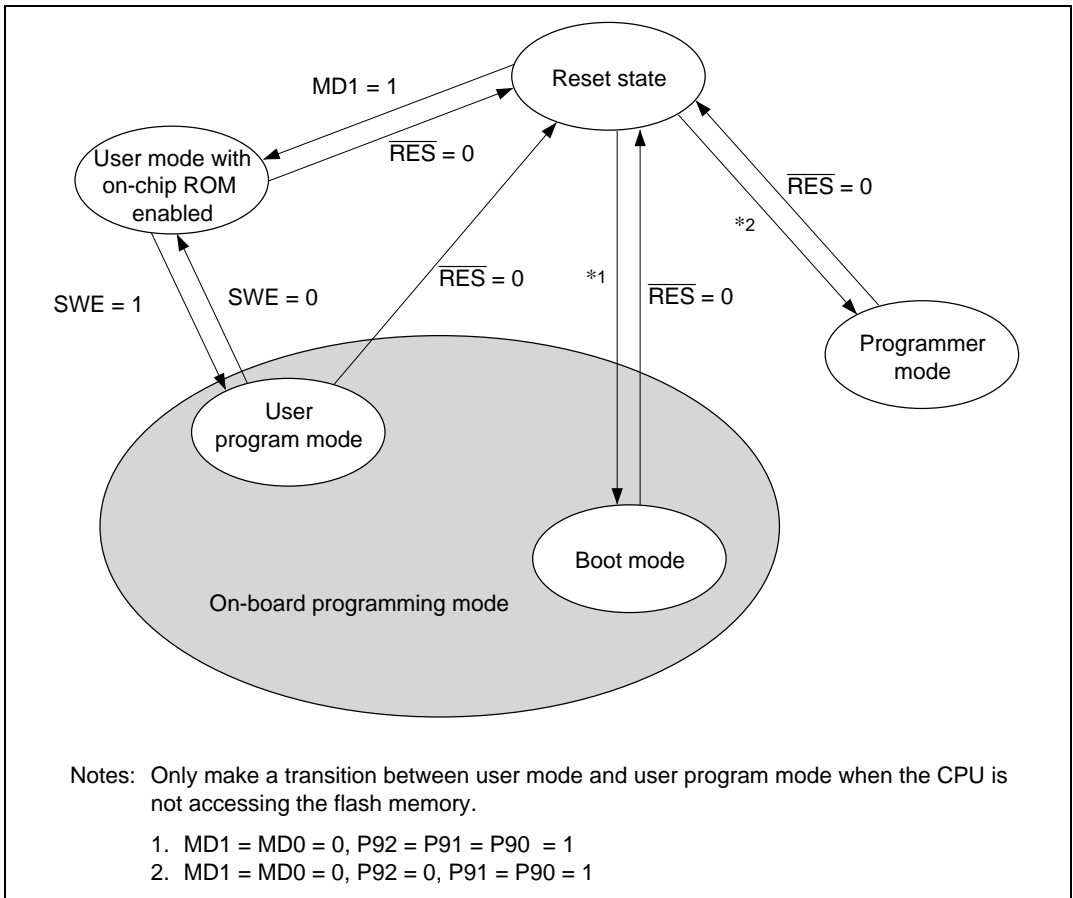 Reset state
MD1 = 1
RES = 0
User mode with
on-chip ROM
enabled
RES = 0
*2
RES = 0
*1
RES = 0
SWE = 1
SWE = 0
Programmer
mode
User
program mode
Boot mode
On-board programming mode
Notes: Only make a transition between user mode and user program mode when the CPU is
not accessing the flash memory.
1. MD1 = MD0 = 0, P92 = P91 = P90 = 1
2. MD1 = MD0 = 0, P92 = 0, P91 = P90 = 1